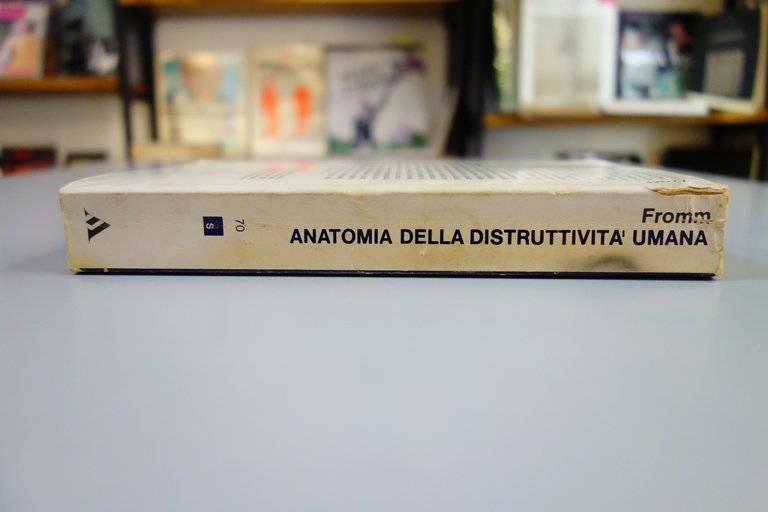 Fromm
ANATOMIA DELLA DISTRUTTIVITA' UMANA
70
S